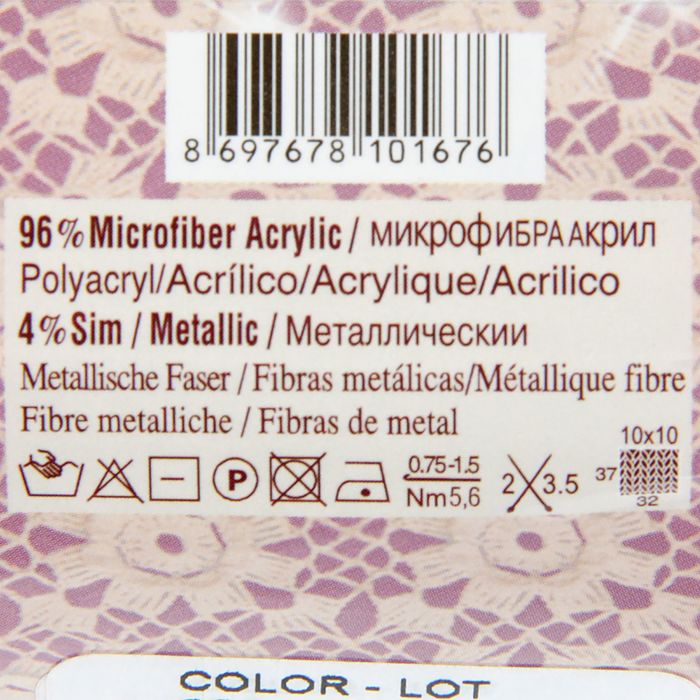 8 697678 101676
96% Microfiber Acrylic / МИКРОФИБРА АКРИЛ
Polyacryl/Acrílico/Acrylique/Acrilico
4% Sim / Metallic / Металлическии
Metallische Faser / Fibras metálicas/Métallique fibre
Fibre metalliche / Fibras de metal
P
0.75-1.5
Nm5,6
2 3.5
10x10
37
32
COLOR - LOT